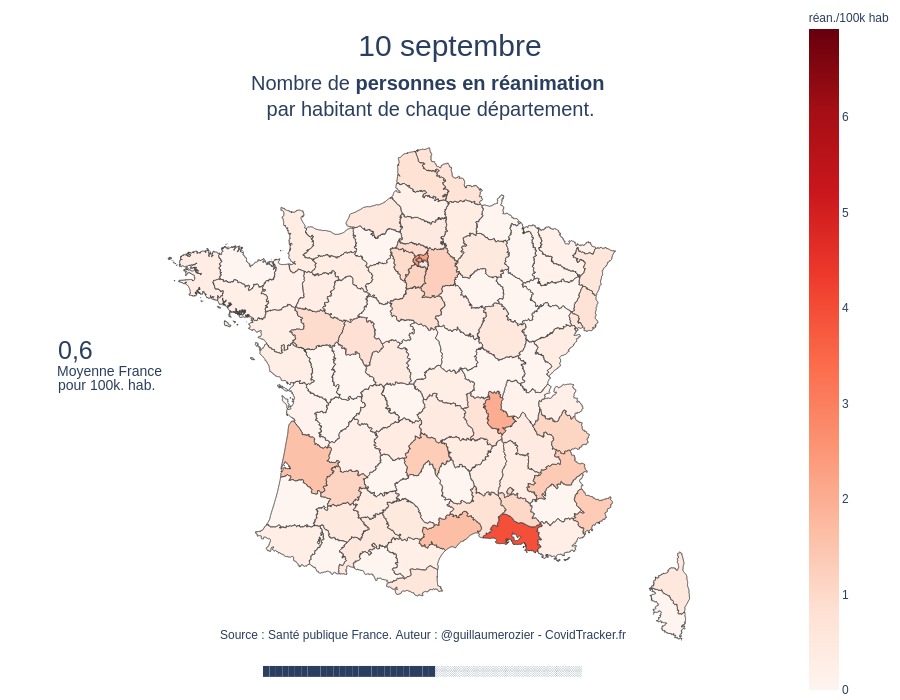 réan./100k hab
10 septembre
Nombre de personnes en réanimation
par habitant de chaque département.
6
5
4
3
2
1
0
0,6
Moyenne France
pour 100k. hab.
Source : Santé publique France. Auteur : @guillaumerozier - CovidTracker.fr